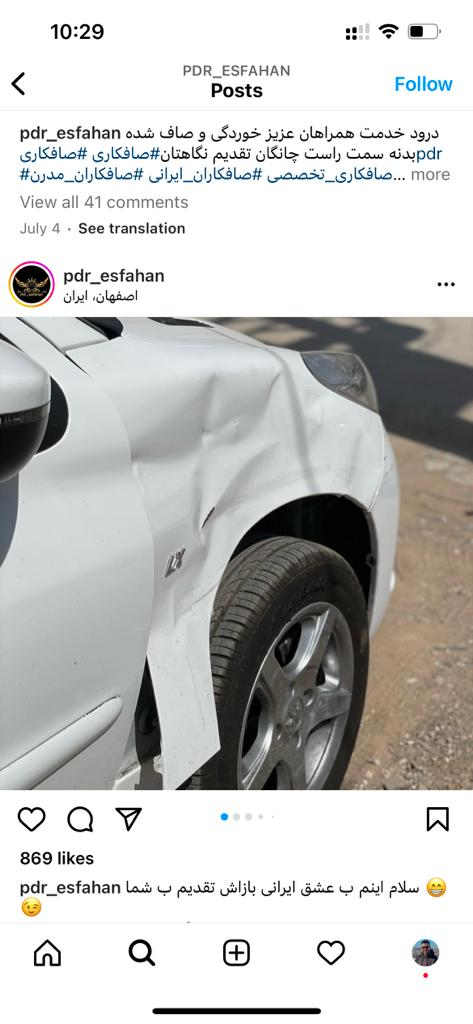 10:29
PDR_ESFAHAN
Posts
Follow
pdr_esfahan درود خدمت همراهان عزیز خوردگی و صاف شده
بدنه سمت راست چانگان تقدیم نگاهتان#صافکاری #صافکاریpdr
#صافکاری_تخصصی #صافکاران_ایرانی #صافکاران_مدرن... more
View all 41 comments
July 4 · See translation
pdr_esfahan
اصفهان، ایران
869 likes
pdr_esfahan سلام اینم ب عشق ایرانی بازاش تقدیم ب شما 😁
😉